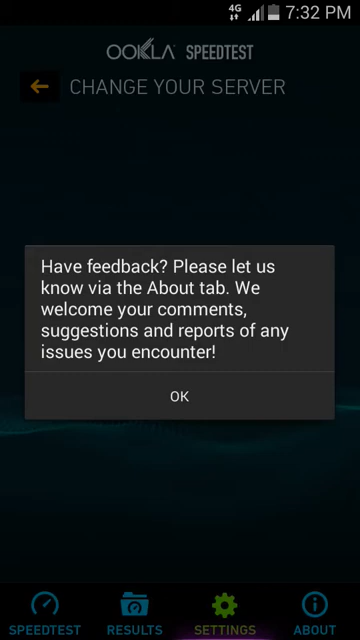 4G 7:32 PM
OOKLA SPEEDTEST
CHANGE YOUR SERVER
Have feedback? Please let us
know via the About tab. We
welcome your comments,
suggestions and reports of any
issues you encounter!
OK
SPEEDTEST RESULTS SETTINGS ABOUT